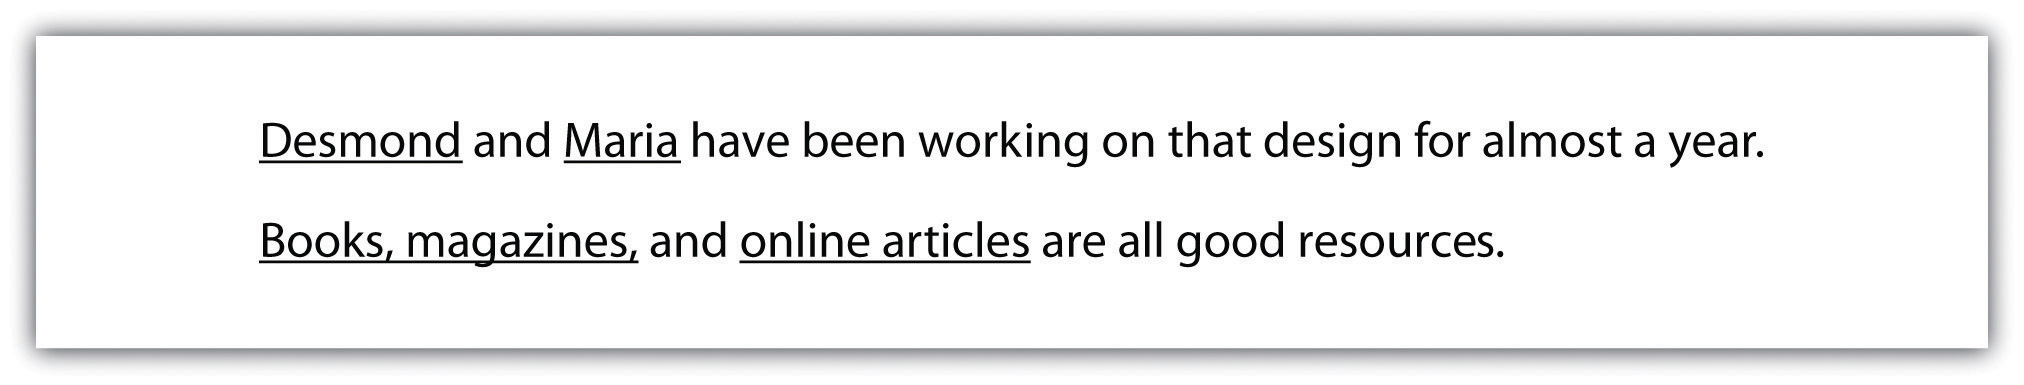 Desmond and Maria have been working on that design for almost a year.
Books, magazines, and online articles are all good resources.